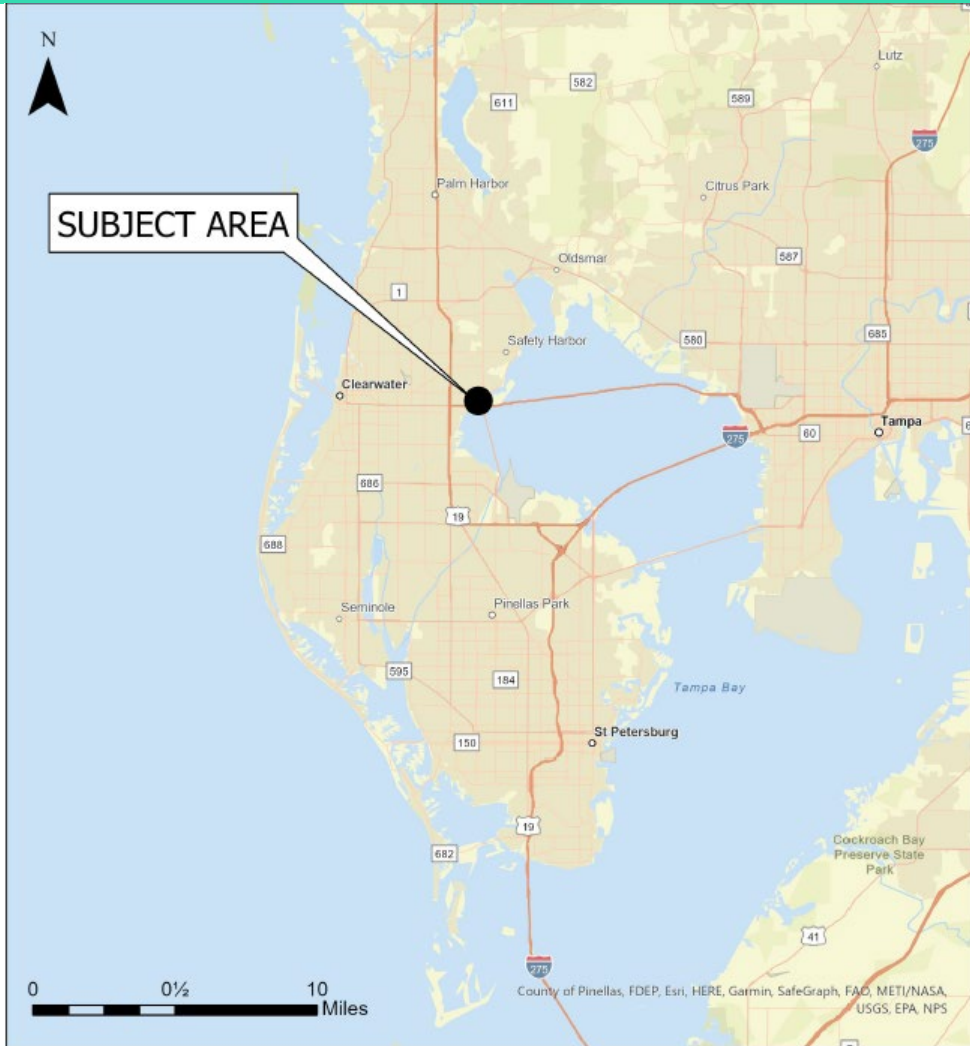 N
Lutz
582
611
589
275
Palm Harbor
Citrus Park
SUBJECT AREA
587
Oldsmar
1
685
580
Safety Harbor
Clearwater
Tampa
275
60
686
19
688
Seminole
Pinellas Park
595
184
Tampa Bay
St Petersburg
150
19
682
Cockroach Bay
Preserve State
Park
41
275
0 0½ 10
Miles
County of Pinellas, FDEP, Esri, HERE, Garmin, SafeGraph, FAO, METI/NASA,
USGS, EPA, NPS